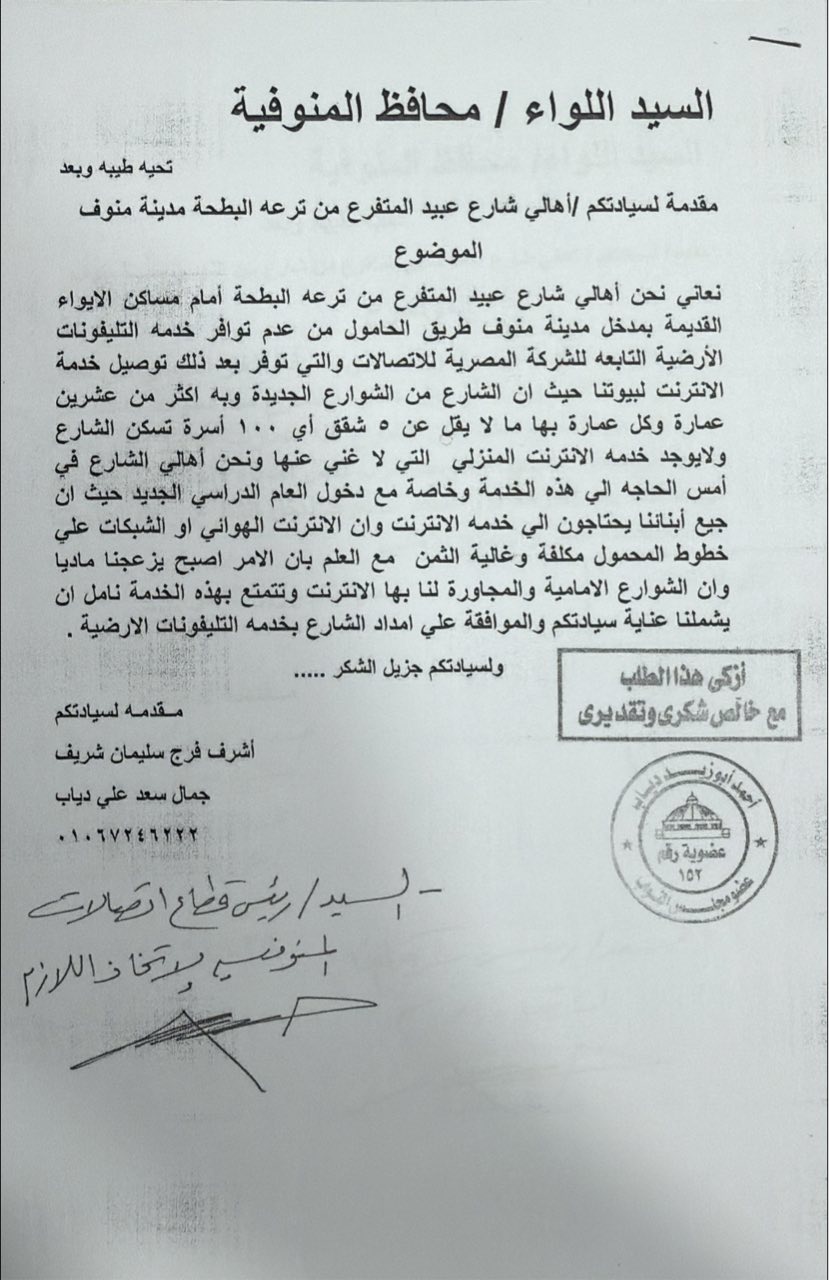 السيد اللواء / محافظ المنوفية
تحيه طيبه وبعد
مقدمة لسيادتكم /أهالي شارع عبيد المتفرع من ترعه البطحة مدينة منوف
الموضوع
نعاني نحن أهالي شارع عبيد المتفرع من ترعه البطحة أمام مساكن الايواء
القديمة بمدخل مدينة منوف طريق الحامول من عدم توافر خدمه التليفونات
الأرضية التابعه للشركة المصرية للاتصالات والتي توفر بعد ذلك توصيل خدمة
الانترنت لبيوتنا حيث ان الشارع من الشوارع الجديدة وبه اكثر من عشرين
عمارة وكل عمارة بها ما لا يقل عن ٥ شقق أي ١٠٠ أسرة تسكن الشارع
ولايوجد خدمه الانترنت المنزلي التي لا غني عنها ونحن أهالي الشارع في
أمس الحاجه الي هذه الخدمة وخاصة مع دخول العام الدراسي الجديد حيث ان
جيع أبنائنا يحتاجون الي خدمه الانترنت وان الانترنت الهوائي او الشبكات علي
خطوط المحمول مكلفة وغالية الثمن مع العلم بان الامر اصبح يزعجنا ماديا
وان الشوارع الامامية والمجاورة لنا بها الانترنت وتتمتع بهذه الخدمة نامل ان
يشملنا عناية سيادتكم والموافقة علي امداد الشارع بخدمه التليفونات الارضية .
ولسيادتكم جزيل الشكر .....
أزكى هذا الطلب
مع خالص شكرى وتقديرى
مقدمه لسيادتكم
أشرف فرج سليمان شريف
جمال سعد علي دياب
٠١٠٦٧٢٤٦٢٢٢
أحمد أبوزيد دياب
عضوية رقم
١٥٢
عضو مجلس النواب
- السيد / رئيس قطاع اتصالات
المنوفية لاتخاذ اللازم